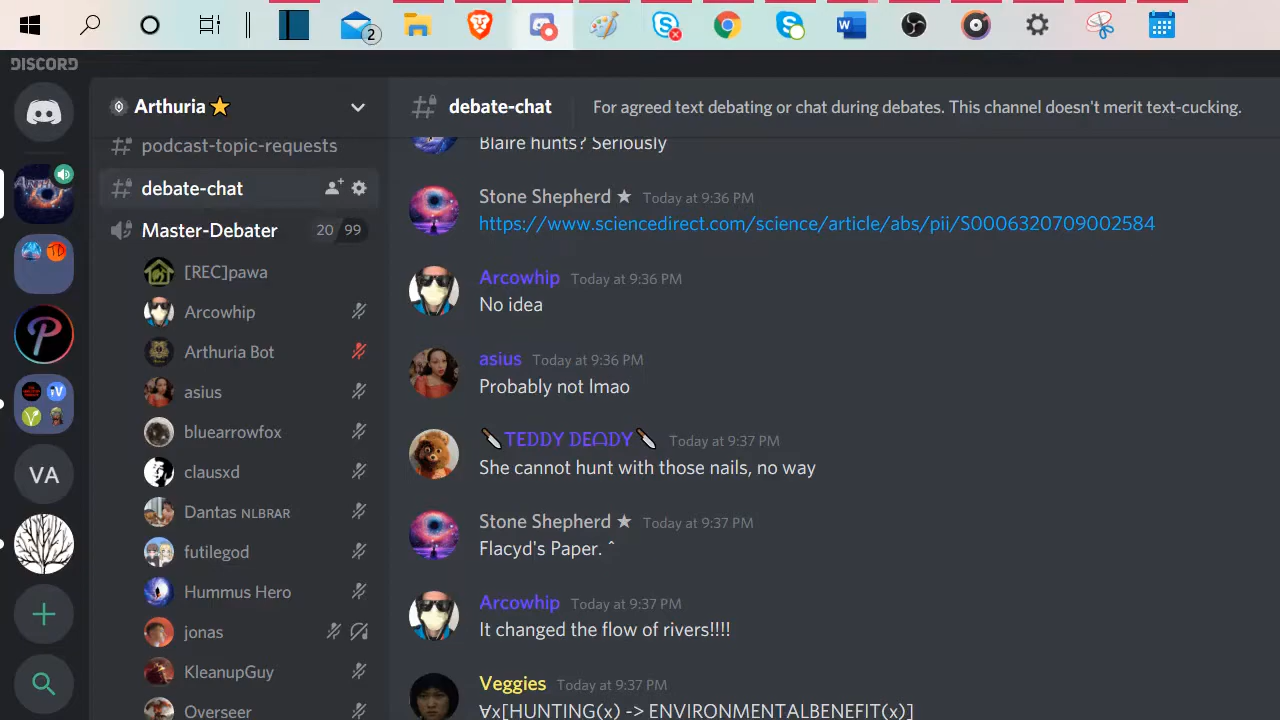 2
DISCORD
Arthuria
debate-chat
For agreed text debating or chat during debates. This channel doesn't merit text-cucking.
podcast-topic-requests
debate-chat
Master-Debater 20 99
[REC]pawa
Arcowhip
Arthuria Bot
asius
bluearrowfox
clausxd
Dantas NLBRAR
futilegod
Hummus Hero
jonas
KleanupGuy
Overseer
VA
Blaire hunts? Seriously
Stone Shepherd ★ Today at 9:36 PM
https://www.sciencedirect.com/science/article/abs/pii/S0006320709002584
Arcowhip Today at 9:36 PM
No idea
asius Today at 9:36 PM
Probably not lmao
🔪TEDDY DEᗩDY🔪 Today at 9:37 PM
She cannot hunt with those nails, no way
Stone Shepherd ★ Today at 9:37 PM
Flacyd's Paper. ^
Arcowhip Today at 9:37 PM
It changed the flow of rivers!!!!
Veggies Today at 9:37 PM
∀x[HUNTING(x) -> ENVIRONMENTALBENEFIT(x)]